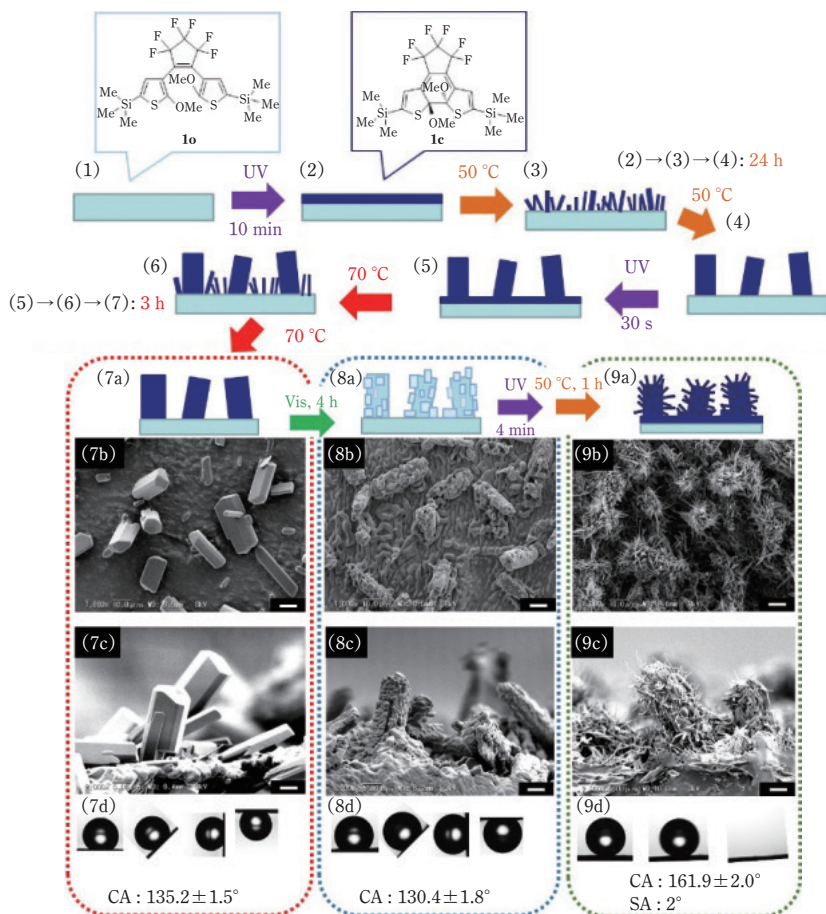 F F F F F F
MeO
Me
Me
Si
S
OMe
S
Si
Me
Me
Me
Me
1o
F F F F F F
MeO
Me
Me
Si
S
OMe
S
Si
Me
Me
Me
Me
1c
(1)
UV
10 min
(2)
50 ℃
(3)
(2)→(3)→(4): 24 h
50 ℃
(4)
(6)
70 ℃
(5)
UV
30 s
(5)→(6)→(7): 3 h
70 ℃
(7a)
Vis, 4 h
(8a)
UV
4 min
50 ℃, 1 h
(9a)
(7b)
(8b)
(9b)
(7c)
(8c)
(9c)
(7d)
(8d)
(9d)
CA : 135.2±1.5°
CA : 130.4±1.8°
CA : 161.9±2.0°
SA : 2°